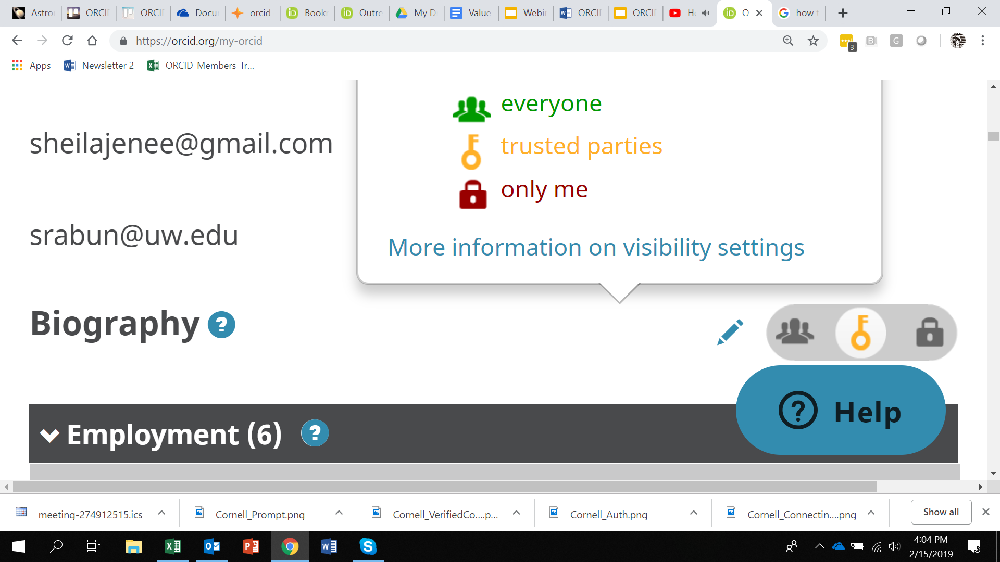 Astro
ORCI
ORCI
Docu
orcid
Book
Outre
My D
Value
Webi
ORCI
ORCI
H
O
how t
https://orcid.org/my-orcid
B
G
3
Apps
Newsletter 2
ORCID_Members_Tr...
everyone
trusted parties
only me
More information on visibility settings
sheilajenee@gmail.com
srabun@uw.edu
Biography ?
? Help
Employment (6) ?
meeting-274912515.ics
Cornell_Prompt.png
Cornell_VerifiedCo....p...
Cornell_Auth.png
Cornell_Connectin....png
Show all
4:04 PM
2/15/2019